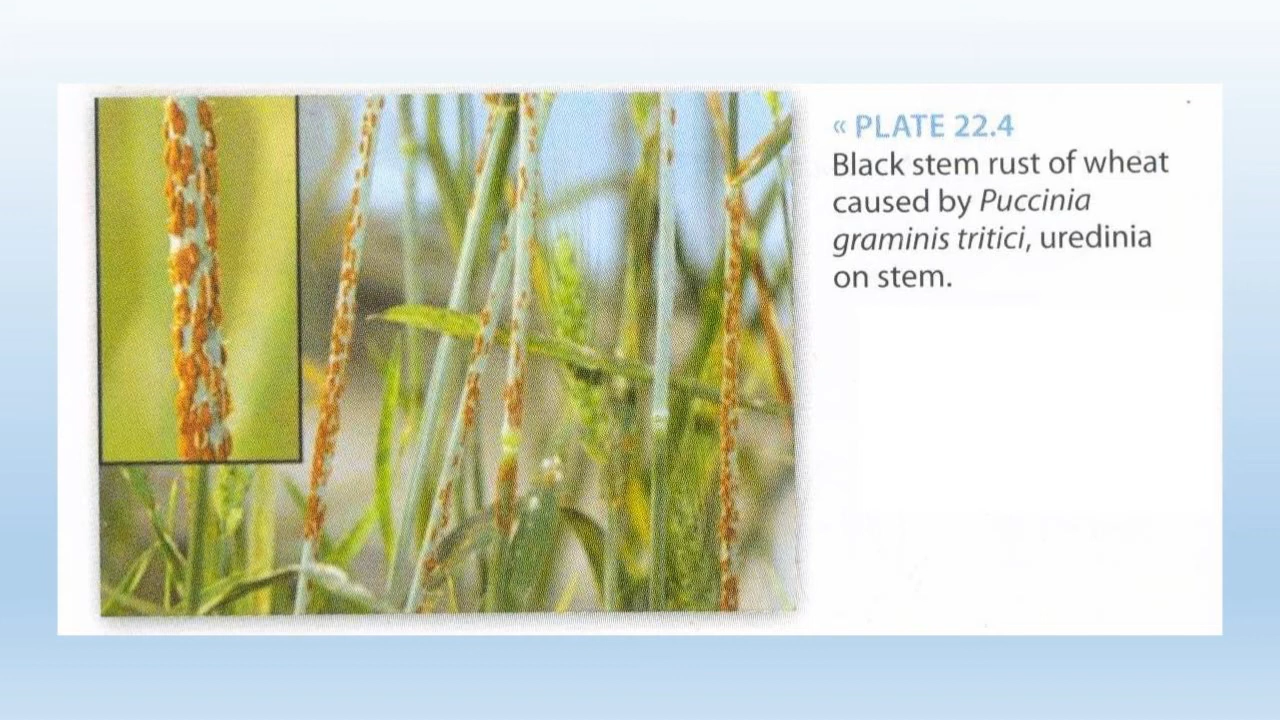 « PLATE 22.4
Black stem rust of wheat
caused by Puccinia
graminis tritici, uredinia
on stem.